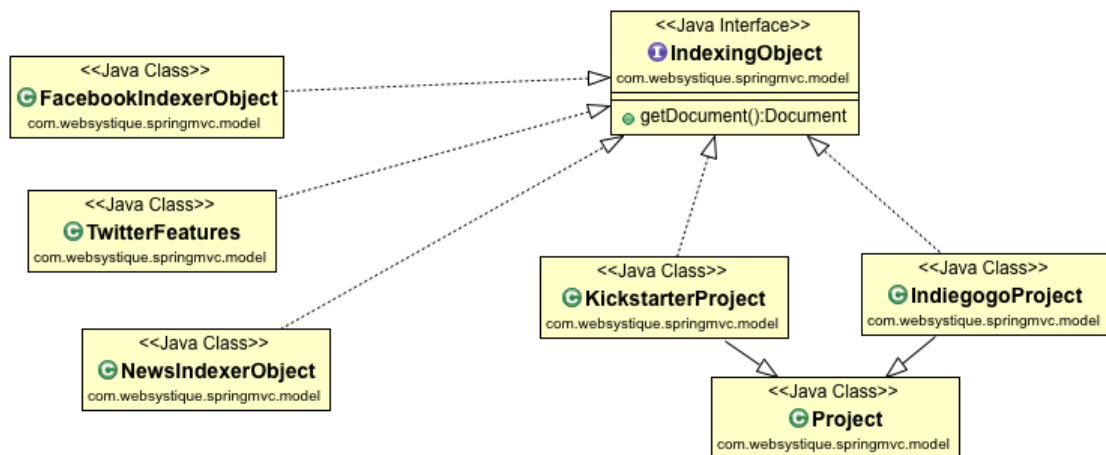 <<Java Interface>>
IndexingObject
com.websystique.springmvc.model
getDocument():Document
<<Java Class>>
FacebookIndexerObject
com.websystique.springmvc.model
<<Java Class>>
TwitterFeatures
com.websystique.springmvc.model
<<Java Class>>
KickstarterProject
com.websystique.springmvc.model
<<Java Class>>
IndiegogoProject
com.websystique.springmvc.model
<<Java Class>>
NewsIndexerObject
com.websystique.springmvc.model
<<Java Class>>
Project
com.websystique.springmvc.model